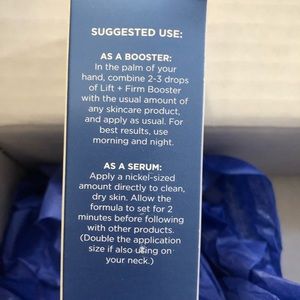 SUGGESTED USE:
AS A BOOSTER:
In the palm of your
hand, combine 2-3 drops
of Lift + Firm Booster
with the usual amount of
any skincare product,
and apply as usual. For
best results, use
morning and night.
AS A SERUM:
Apply a nickel-sized
amount directly to clean,
dry skin. Allow the
formula to set for 2
minutes before following
with other products.
(Double the application
size if also using on
your neck.)